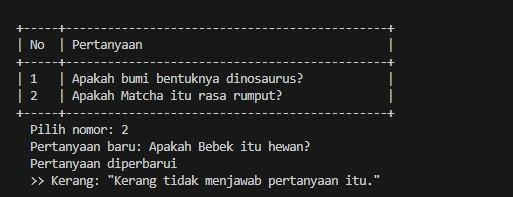 +-----+------------------------------------------+
| No  | Pertanyaan                               |
+-----+------------------------------------------+
| 1   | Apakah bumi bentuknya dinosaurus?        |
| 2   | Apakah Matcha itu rasa rumput?           |
+-----+------------------------------------------+
Pilih nomor: 2
Pertanyaan baru: Apakah Bebek itu hewan?
Pertanyaan diperbarui
>> Kerang: "Kerang tidak menjawab pertanyaan itu."